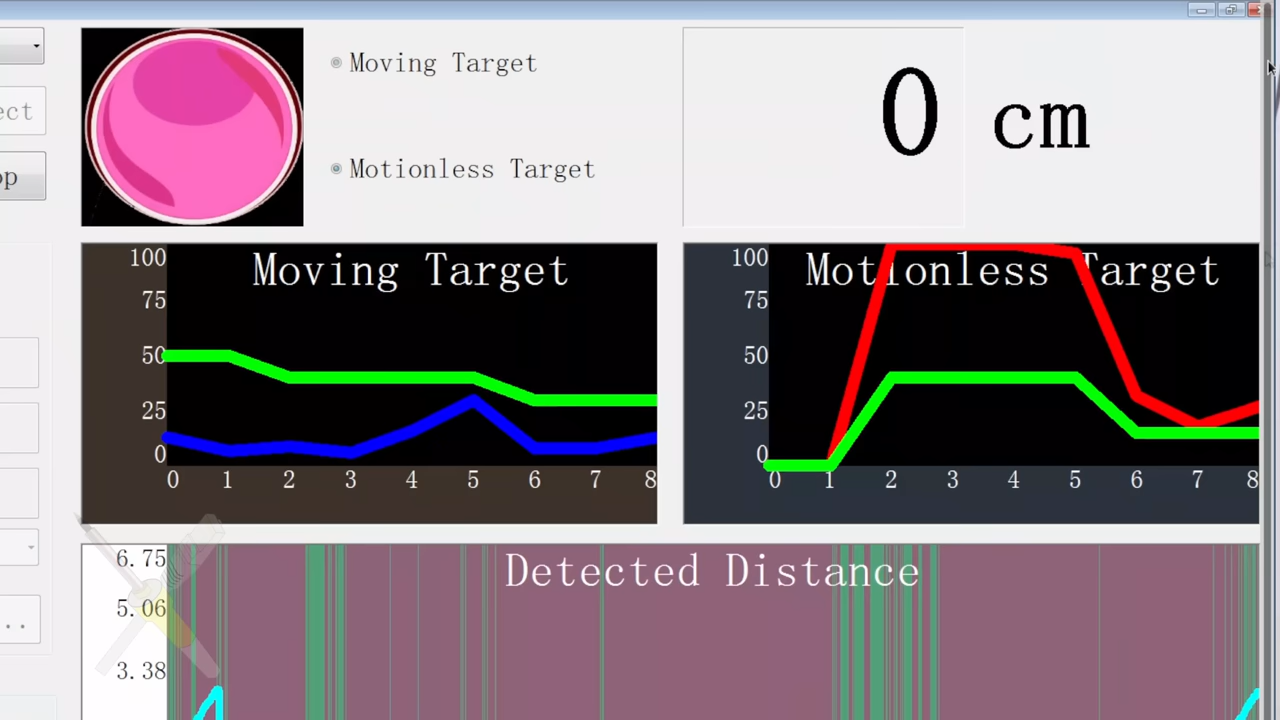 ect
op
Moving Target
Motionless Target
0 cm
Moving Target
100
75
50
25
0
0 1 2 3 4 5 6 7 8
Motionless Target
100
75
50
25
0
0 1 2 3 4 5 6 7 8
Detected Distance
6.75
5.06
3.38
..